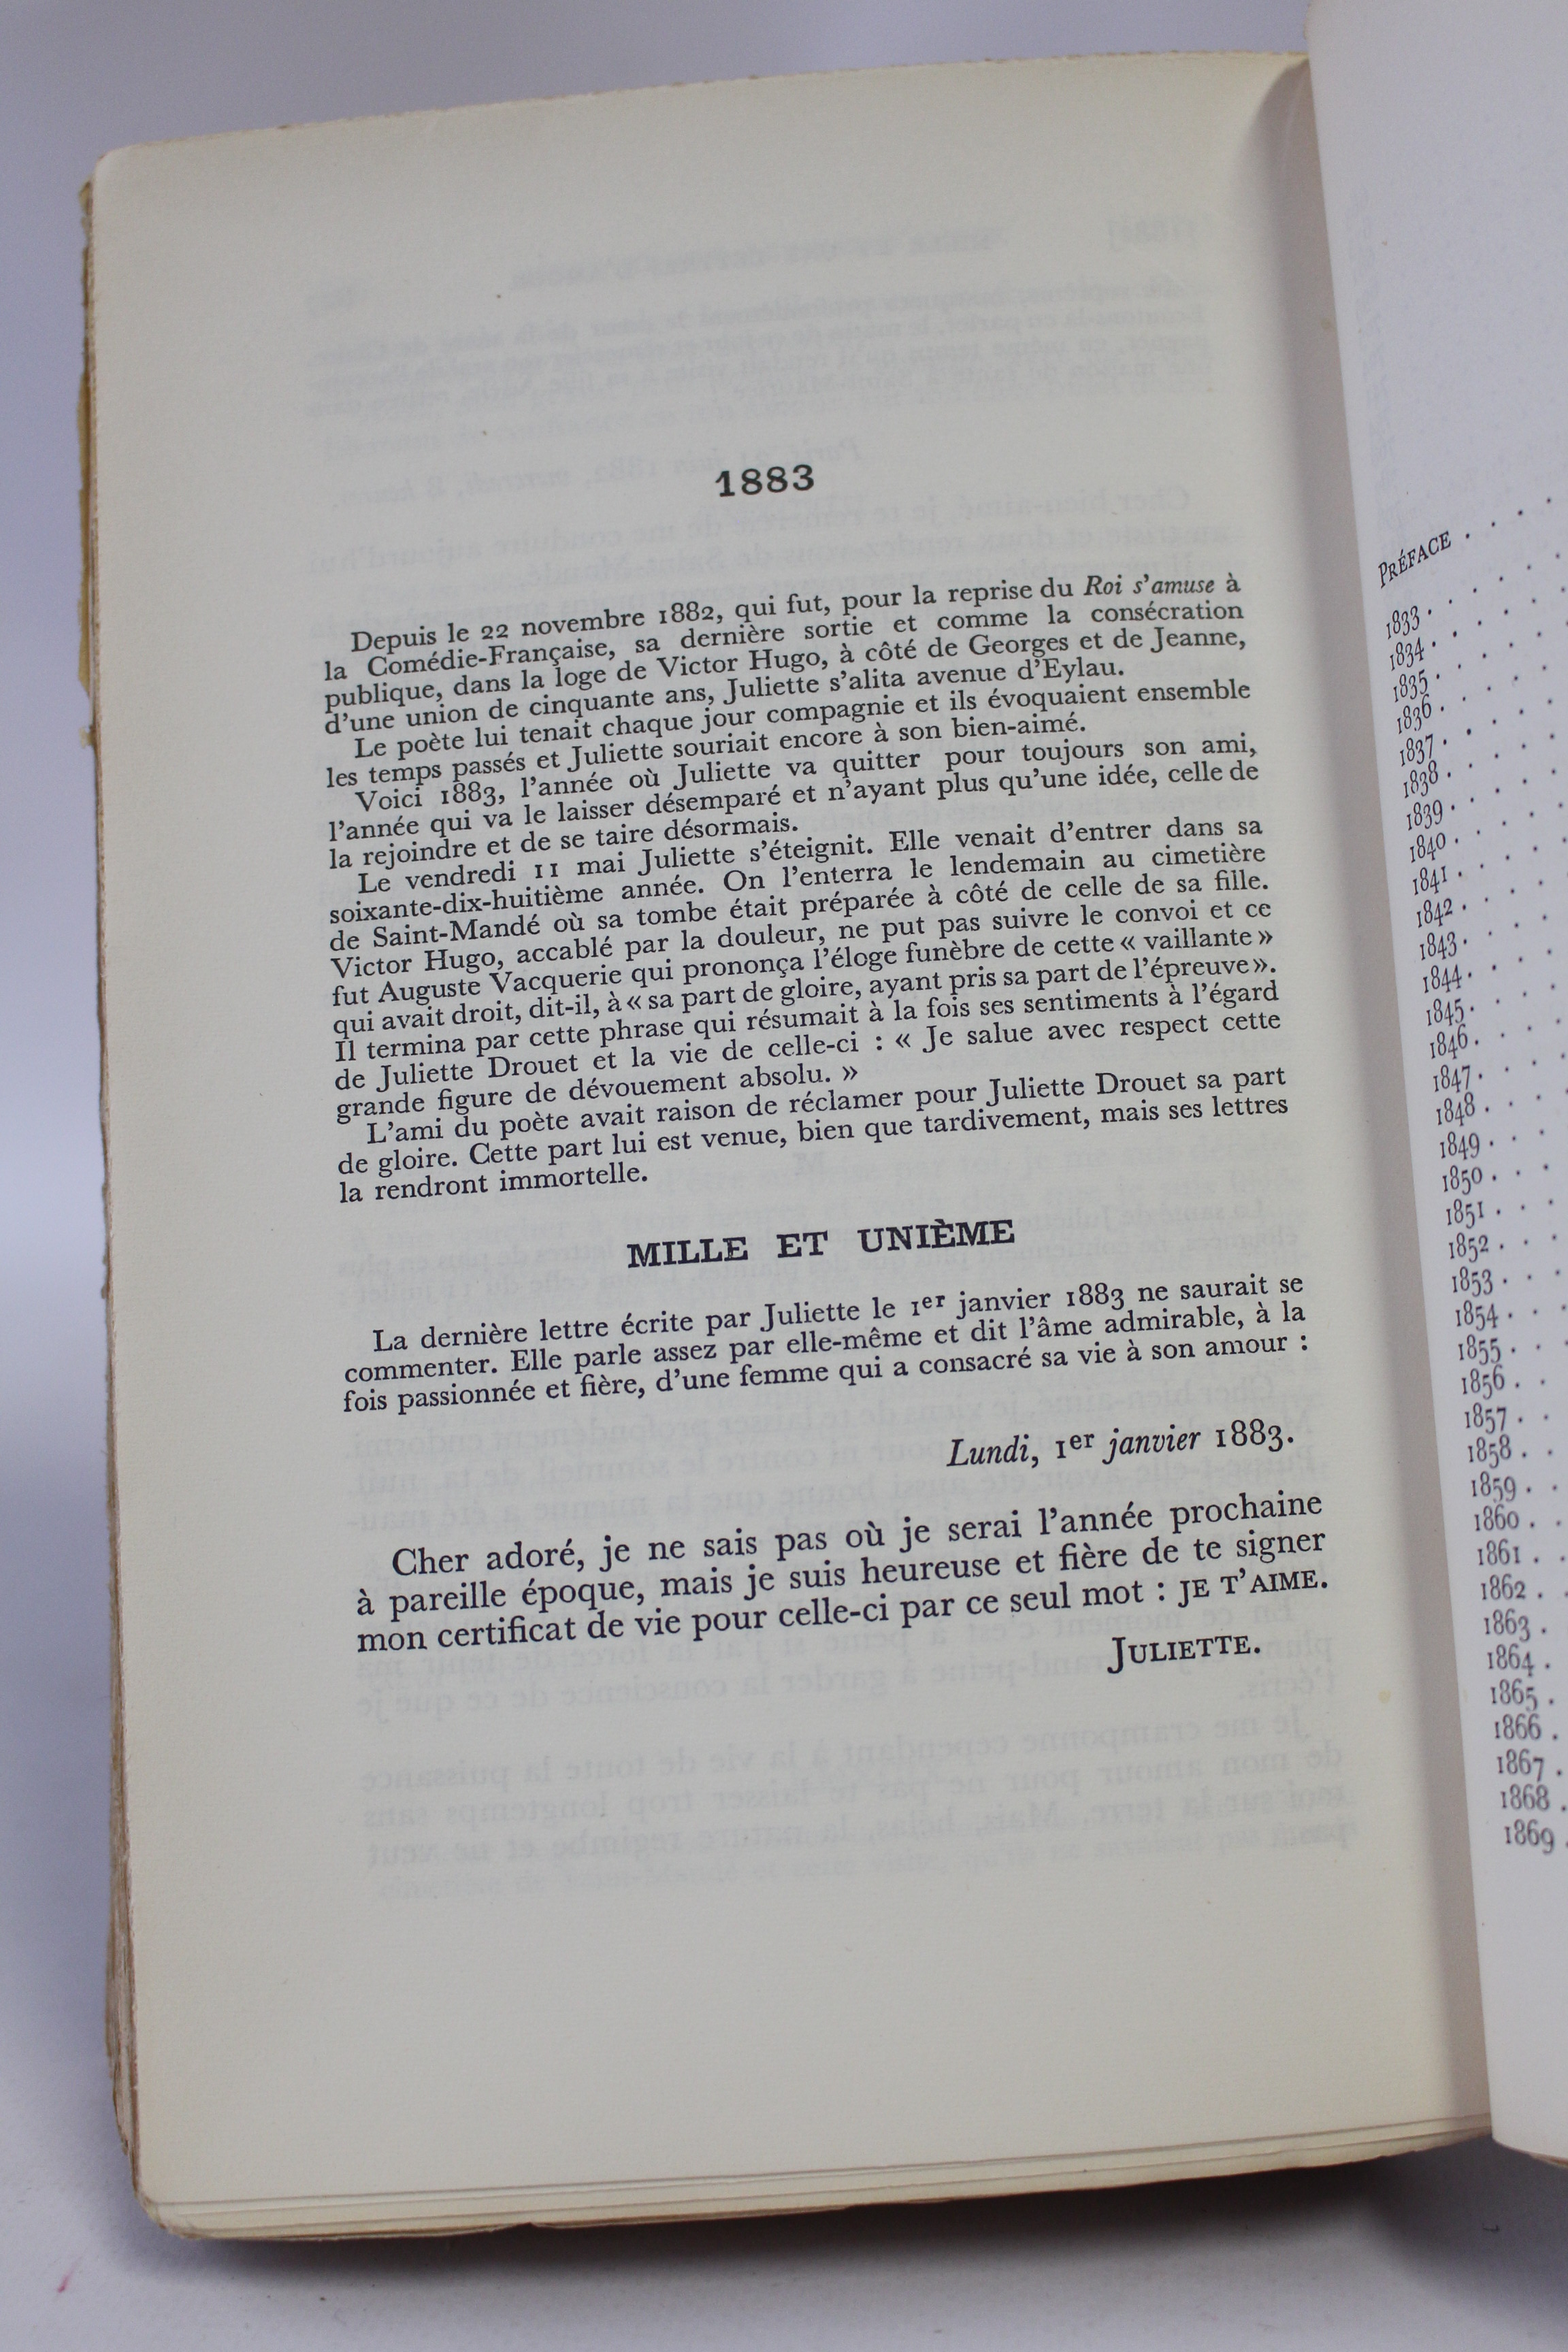 1883
Depuis le 22 novembre 1882, qui fut, pour la reprise du Roi s'amuse à
la Comédie-Française, sa dernière sortie et comme la consécration
publique, dans la loge de Victor Hugo, à côté de Georges et de Jeanne,
d'une union de cinquante ans, Juliette s'alita avenue d'Eylau.
Le poète lui tenait chaque jour compagnie et ils évoquaient ensemble
les temps passés et Juliette souriait encore à son bien-aimé.
Voici 1883, l'année où Juliette va quitter pour toujours son ami,
l'année qui va le laisser désemparé et n'ayant plus qu'une idée, celle de
la rejoindre et de se taire désormais.
Le vendredi 11 mai Juliette s'éteignit. Elle venait d'entrer dans sa
soixante-dix-huitième année. On l'enterra le lendemain au cimetière
de Saint-Mandé où sa tombe était préparée à côté de celle de sa fille.
Victor Hugo, accablé par la douleur, ne put pas suivre le convoi et ce
fut Auguste Vacquerie qui prononça l'éloge funèbre de cette « vaillante »
qui avait droit, dit-il, à « sa part de gloire, ayant pris sa part de l'épreuve ».
Il termina par cette phrase qui résumait à la fois ses sentiments à l'égard
de Juliette Drouet et la vie de celle-ci : « Je salue avec respect cette
grande figure de dévouement absolu. »
L'ami du poète avait raison de réclamer pour Juliette Drouet sa part
de gloire. Cette part lui est venue, bien que tardivement, mais ses lettres
la rendront immortelle.
MILLE ET UNIÈME
La dernière lettre écrite par Juliette le 1er janvier 1883 ne saurait se
commenter. Elle parle assez par elle-même et dit l'âme admirable, à la
fois passionnée et fière, d'une femme qui a consacré sa vie à son amour :
Lundi, 1er janvier 1883.
Cher adoré, je ne sais pas où je serai l'année prochaine
à pareille époque, mais je suis heureuse et fière de te signer
mon certificat de vie pour celle-ci par ce seul mot : JE T'AIME.
JULIETTE.
PRÉFACE . . . .
1833 . . . .
1834 . . . .
1835 . . . .
1836 . . . .
1837 . . . .
1838 . . . .
1839 . . . .
1840 . . . .
1841 . . . .
1842 . . . .
1843 . . . .
1844 . . . .
1845 . . . .
1846 . . . .
1847 . . . .
1848 . . . .
1849 . . .
1850 . . .
1851 . . .
1852 . . .
1853 . . .
1854 . . .
1855 . . .
1856 . .
1857 . .
1858 . .
1859 . .
1860 . .
1861 . .
1862 . .
1863 .
1864 .
1865 .
1866 .
1867 .
1868 .
1869 .